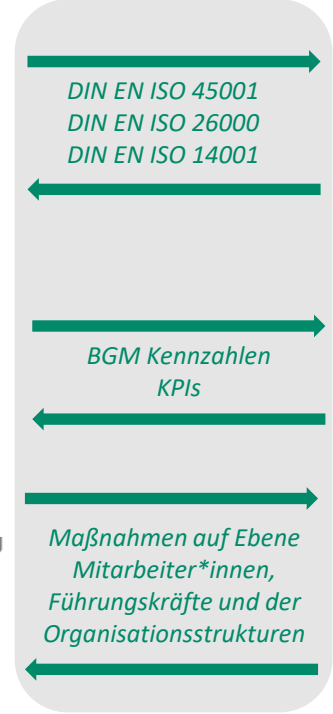 DIN EN ISO 45001
DIN EN ISO 26000
DIN EN ISO 14001
BGM Kennzahlen
KPIs
Maßnahmen auf Ebene
Mitarbeiter*innen,
Führungskräfte und der
Organisationsstrukturen